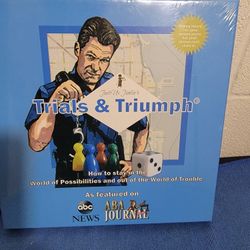 Trials & Triumph®
How to stay in the
World of Possibilities and out of the World of Trouble
As featured on
abc
NEWS
ABA
JOURNAL